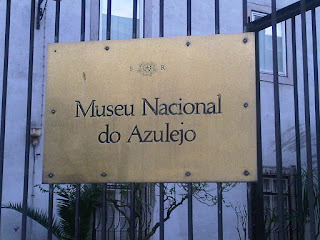 S. R.
Museu Nacional
do Azulejo